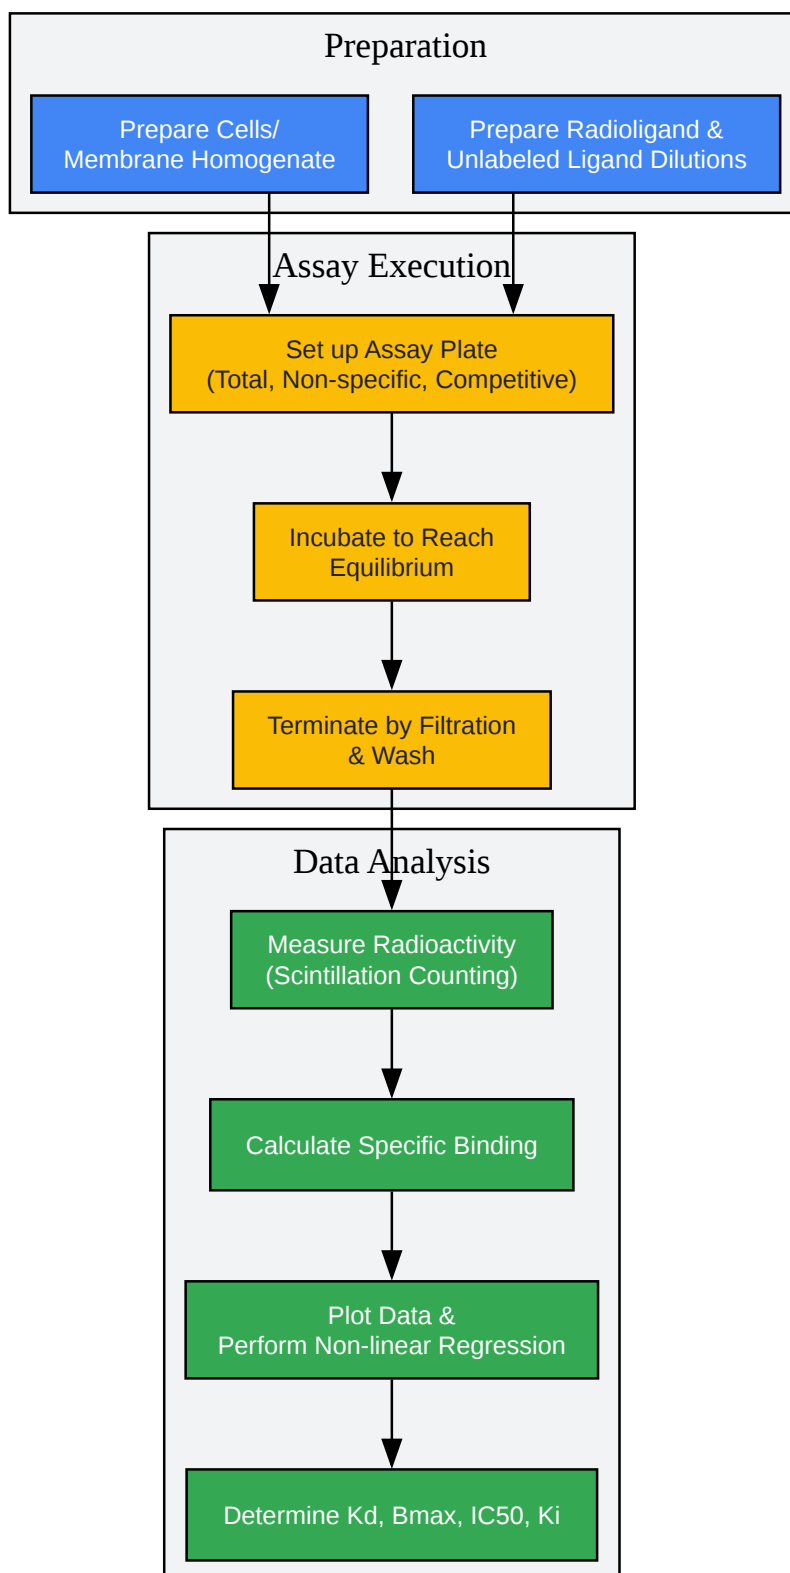 Preparation
Prepare Cells/
Membrane Homogenate
Prepare Radioligand &
Unlabeled Ligand Dilutions
Assay Execution
Set up Assay Plate
(Total, Non-specific, Competitive)
Incubate to Reach
Equilibrium
Terminate by Filtration
& Wash
Data Analysis
Measure Radioactivity
(Scintillation Counting)
Calculate Specific Binding
Plot Data &
Perform Non-linear Regression
Determine Kd, Bmax, IC50, Ki